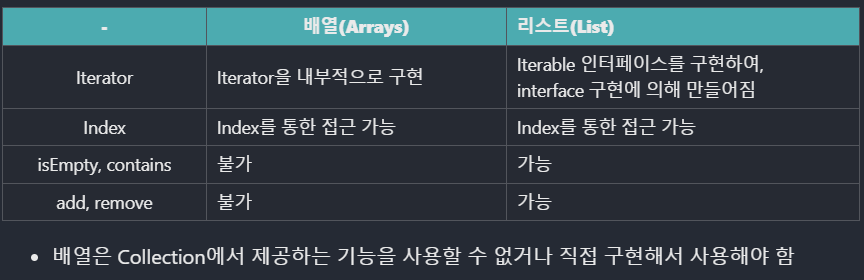 - 배열(Arrays) 리스트(List)
Iterator Iterator을 내부적으로 구현 Iterable 인터페이스를 구현하여,
interface 구현에 의해 만들어짐
Index Index를 통한 접근 가능 Index를 통한 접근 가능
isEmpty, contains 불가 가능
add, remove 불가 가능
• 배열은 Collection에서 제공하는 기능을 사용할 수 없거나 직접 구현해서 사용해야 함